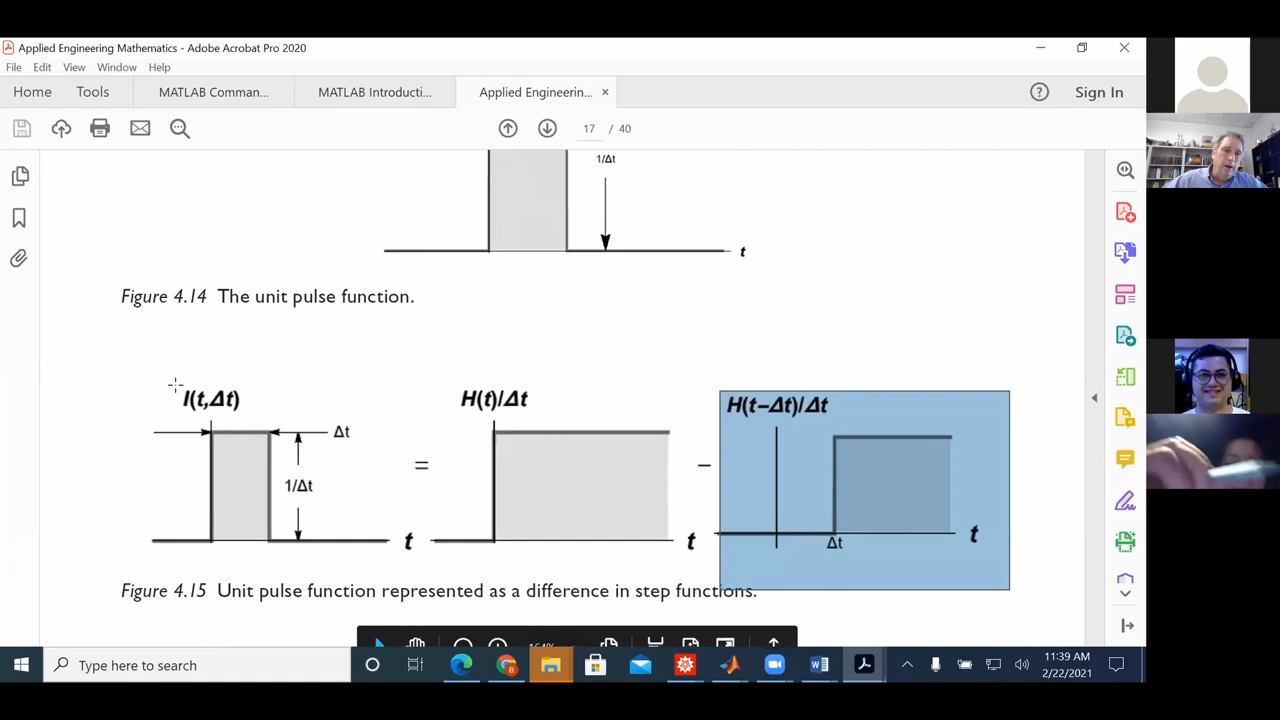 Applied Engineering Mathematics - Adobe Acrobat Pro 2020
File Edit View Window Help
Home Tools MATLAB Comman... MATLAB Introducti... Applied Engineerin... × Sign In
17 / 40
1/Δt
t
Figure 4.14 The unit pulse function.
I(t,Δt) H(t)/Δt H(t−Δt)/Δt
Δt
= −
1/Δt
t t t
Δt
Figure 4.15 Unit pulse function represented as a difference in step functions.
Type here to search
11:39 AM
2/22/2021